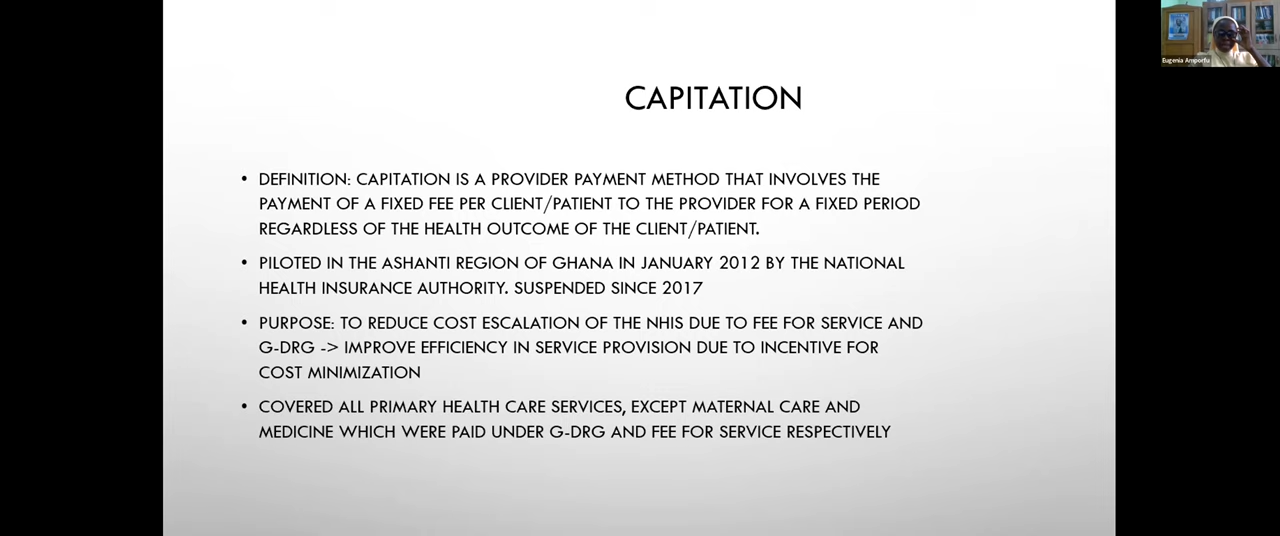 CAPITATION
• DEFINITION: CAPITATION IS A PROVIDER PAYMENT METHOD THAT INVOLVES THE
PAYMENT OF A FIXED FEE PER CLIENT/PATIENT TO THE PROVIDER FOR A FIXED PERIOD
REGARDLESS OF THE HEALTH OUTCOME OF THE CLIENT/PATIENT.
• PILOTED IN THE ASHANTI REGION OF GHANA IN JANUARY 2012 BY THE NATIONAL
HEALTH INSURANCE AUTHORITY. SUSPENDED SINCE 2017
• PURPOSE: TO REDUCE COST ESCALATION OF THE NHIS DUE TO FEE FOR SERVICE AND
G-DRG -> IMPROVE EFFICIENCY IN SERVICE PROVISION DUE TO INCENTIVE FOR
COST MINIMIZATION
• COVERED ALL PRIMARY HEALTH CARE SERVICES, EXCEPT MATERNAL CARE AND
MEDICINE WHICH WERE PAID UNDER G-DRG AND FEE FOR SERVICE RESPECTIVELY
Eugenia Amporfu